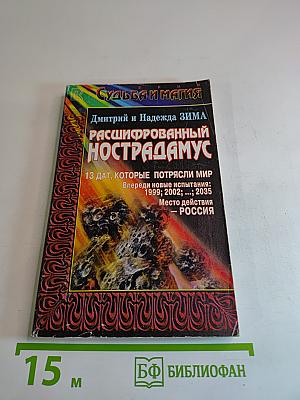 СУДЬБА И МАГИЯ
Дмитрий и Надежда ЗИМА
РАСШИФРОВАННЫЙ
НОСТРАДАМУС
13 ДАТ, КОТОРЫЕ ПОТРЯСЛИ МИР
Впереди новые испытания:
1999; 2002; ...; 2035
Место действия
– РОССИЯ
15 м
БФ БИБЛИОФАН